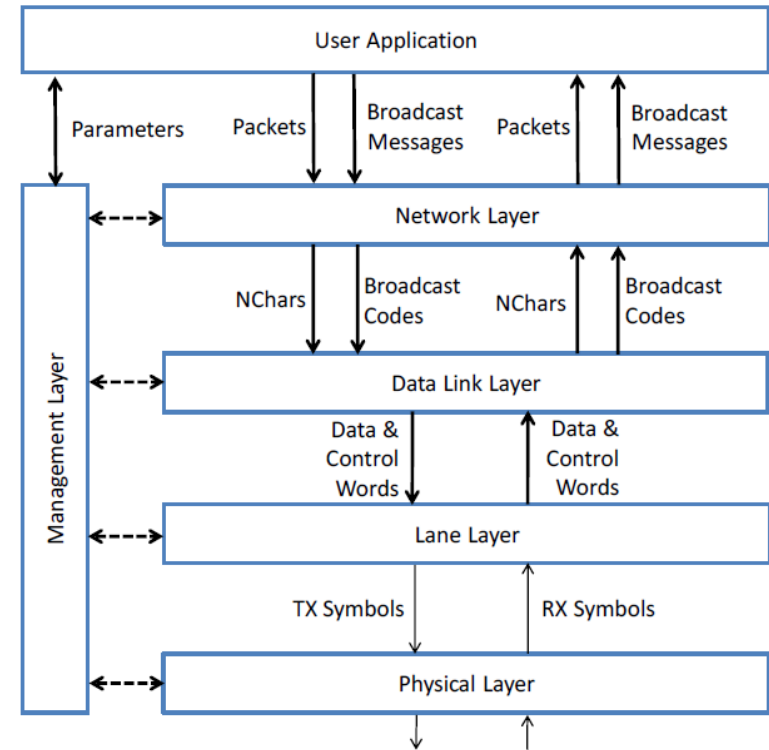 User Application
Parameters
Packets
Broadcast
Messages
Packets
Broadcast
Messages
Management Layer
Network Layer
NChars
Broadcast
Codes
NChars
Broadcast
Codes
Data Link Layer
Data &
Control
Words
Data &
Control
Words
Lane Layer
TX Symbols
RX Symbols
Physical Layer